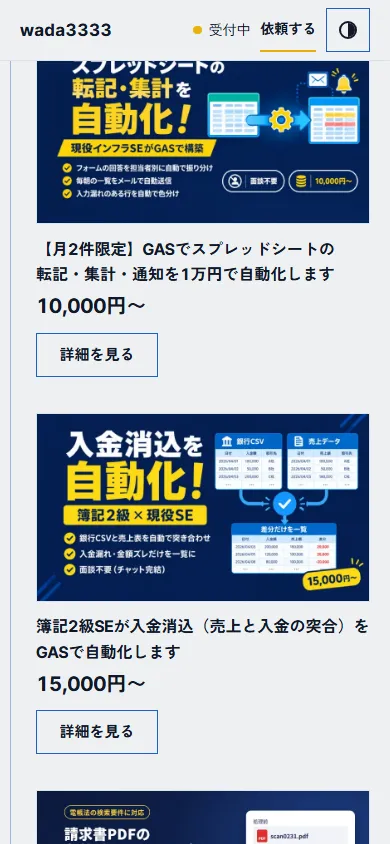 wada3333
受付中 依頼する
スプレッドシートの
転記・集計を
自動化!
現役インフラSEがGASで構築
フォームの回答を担当者別に自動で振り分け
毎朝の一覧をメールで自動送信
入力漏れのある行を自動で色分け
面談不要
10,000円〜
【月2件限定】GASでスプレッドシートの
転記・集計・通知を1万円で自動化します
10,000円〜
詳細を見る
入金消込を
自動化!
簿記2級 × 現役SE
銀行CSVと売上表を自動で突き合わせ
入金漏れ・金額ズレだけを一覧に
面談不要(チャット完結)
銀行CSV
売上データ
差分だけを一覧
15,000円〜
簿記2級SEが入金消込(売上と入金の突合)を
GASで自動化します
15,000円〜
詳細を見る
電帳法の検索要件に対応
請求書PDFの
処理前
scan0231.pdf